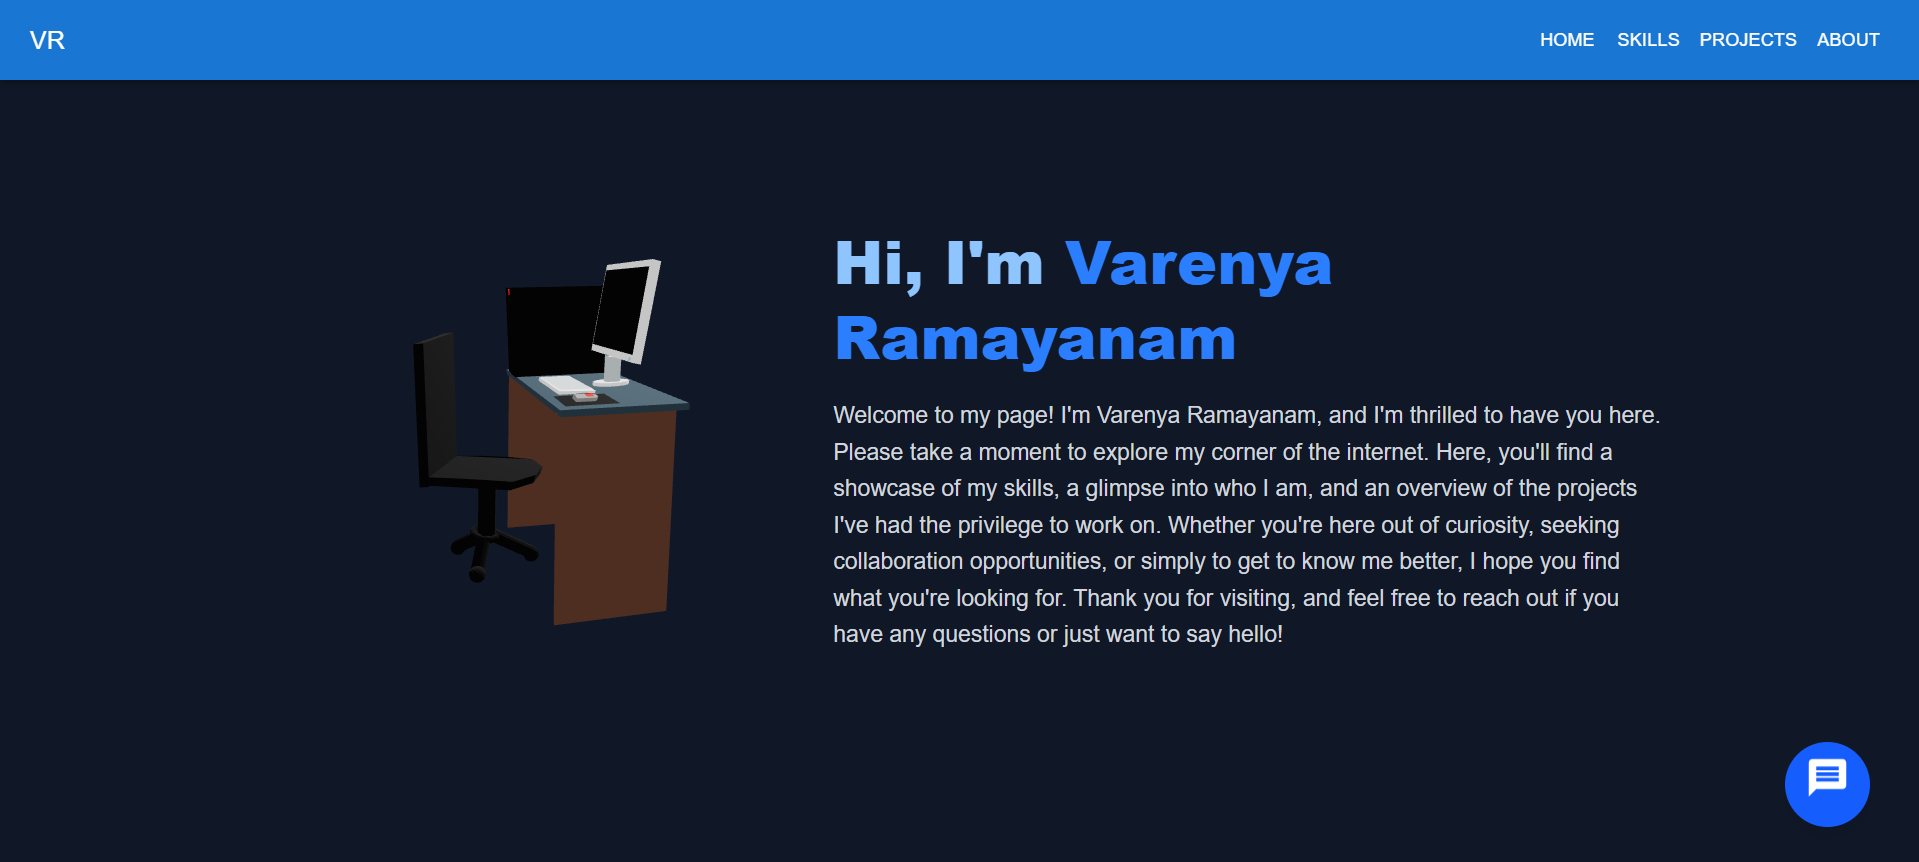 VR
HOME SKILLS PROJECTS ABOUT
Hi, I'm Varenya
Ramayanam
Welcome to my page! I'm Varenya Ramayanam, and I'm thrilled to have you here.
Please take a moment to explore my corner of the internet. Here, you'll find a
showcase of my skills, a glimpse into who I am, and an overview of the projects
I've had the privilege to work on. Whether you're here out of curiosity, seeking
collaboration opportunities, or simply to get to know me better, I hope you find
what you're looking for. Thank you for visiting, and feel free to reach out if you
have any questions or just want to say hello!